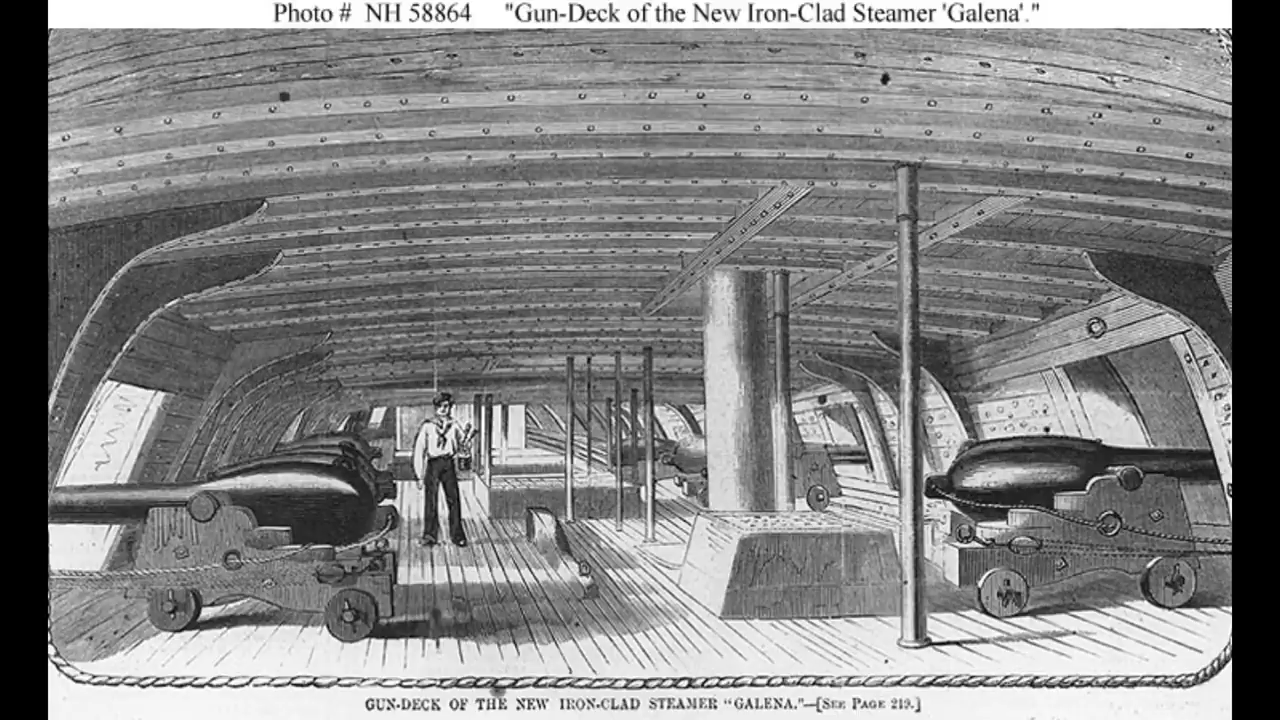 Photo # NH 58864 "Gun-Deck of the New Iron-Clad Steamer 'Galena'."
GUN-DECK OF THE NEW IRON-CLAD STEAMER "GALENA."—[SEE PAGE 219.]